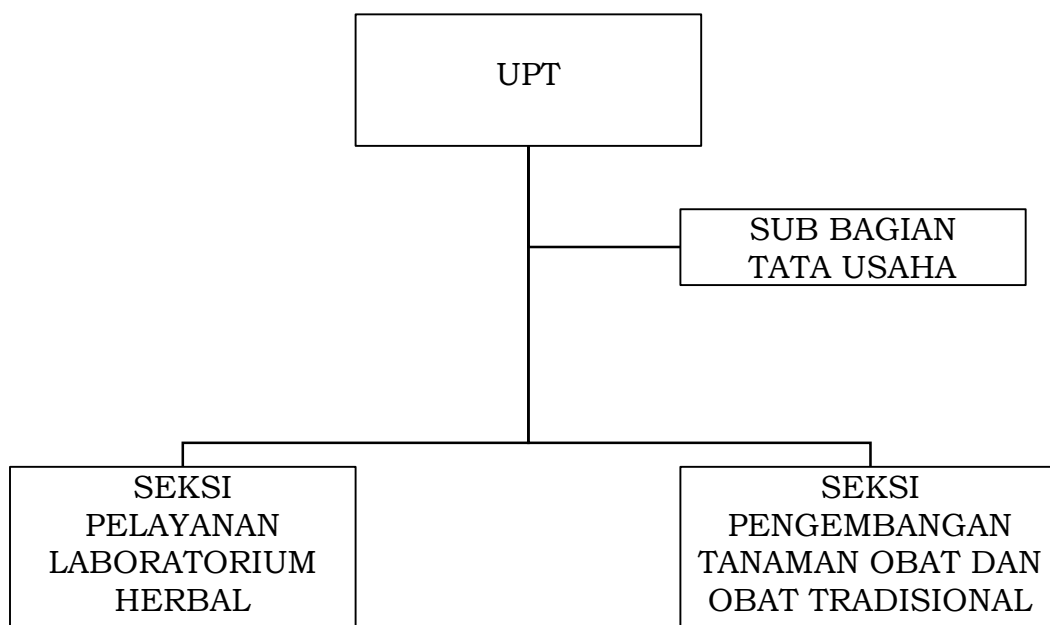 UPT
SUB BAGIAN
TATA USAHA
SEKSI
PELAYANAN
LABORATORIUM
HERBAL
SEKSI
PENGEMBANGAN
TANAMAN OBAT DAN
OBAT TRADISIONAL